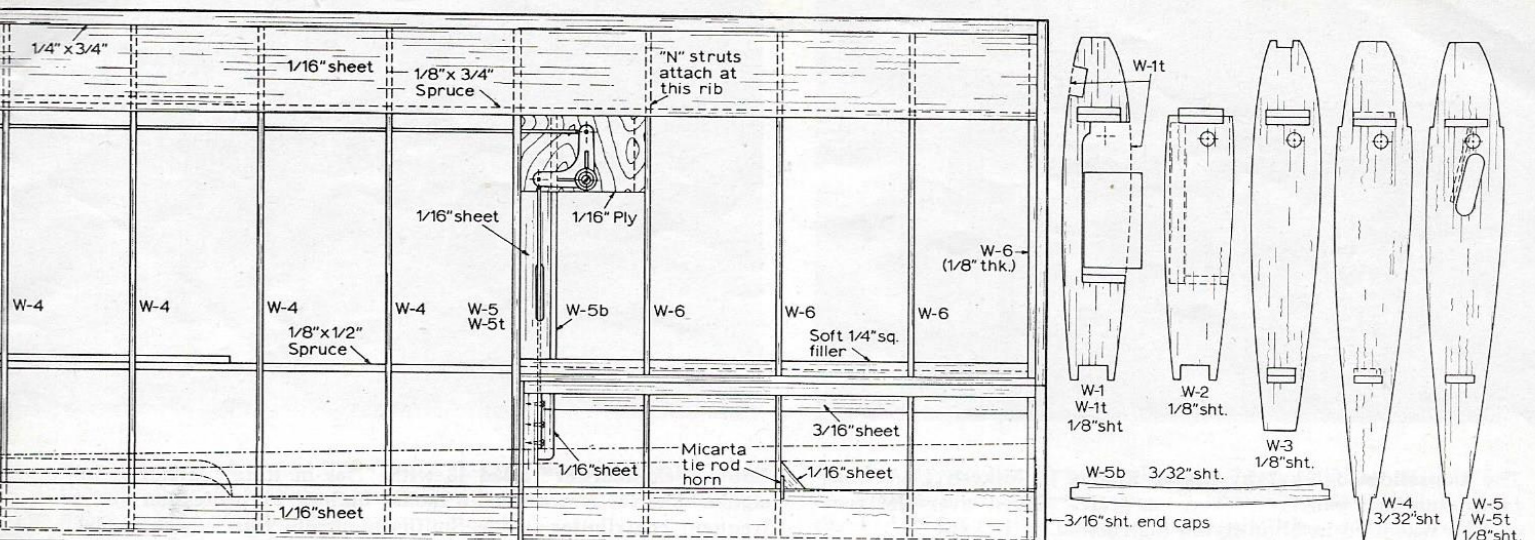 1/4" x 3/4"
1/16" sheet
1/8" x 3/4"
Spruce
"N" struts
attach at
this rib
W-1t
1/16" sheet
1/16" Ply
W-6
(1/8" thk.)
W-4
W-4
W-4
W-4
W-5
W-5t
W-5b
W-6
W-6
W-6
1/8" x 1/2"
Spruce
Soft 1/4" sq.
filler
3/16" sheet
Micarta
tie rod
horn
1/16" sheet
1/16" sheet
1/16" sheet
3/16" sht. end caps
W-1
W-1t
1/8" sht
W-2
1/8" sht.
W-3
1/8" sht.
W-5b 3/32" sht.
W-4
3/32" sht
W-5
W-5t
1/8" sht.